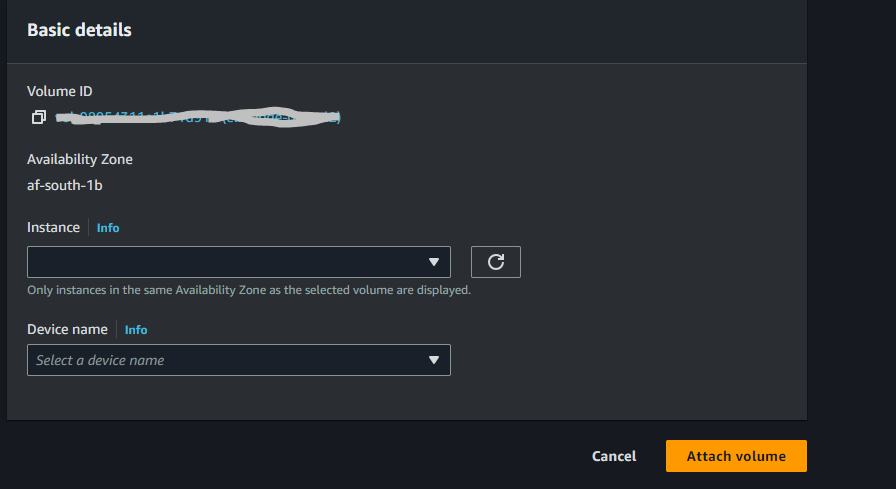 Basic details
Volume ID
Availability Zone
af-south-1b
Instance Info
Only instances in the same Availability Zone as the selected volume are displayed.
Device name Info
Select a device name
Cancel Attach volume